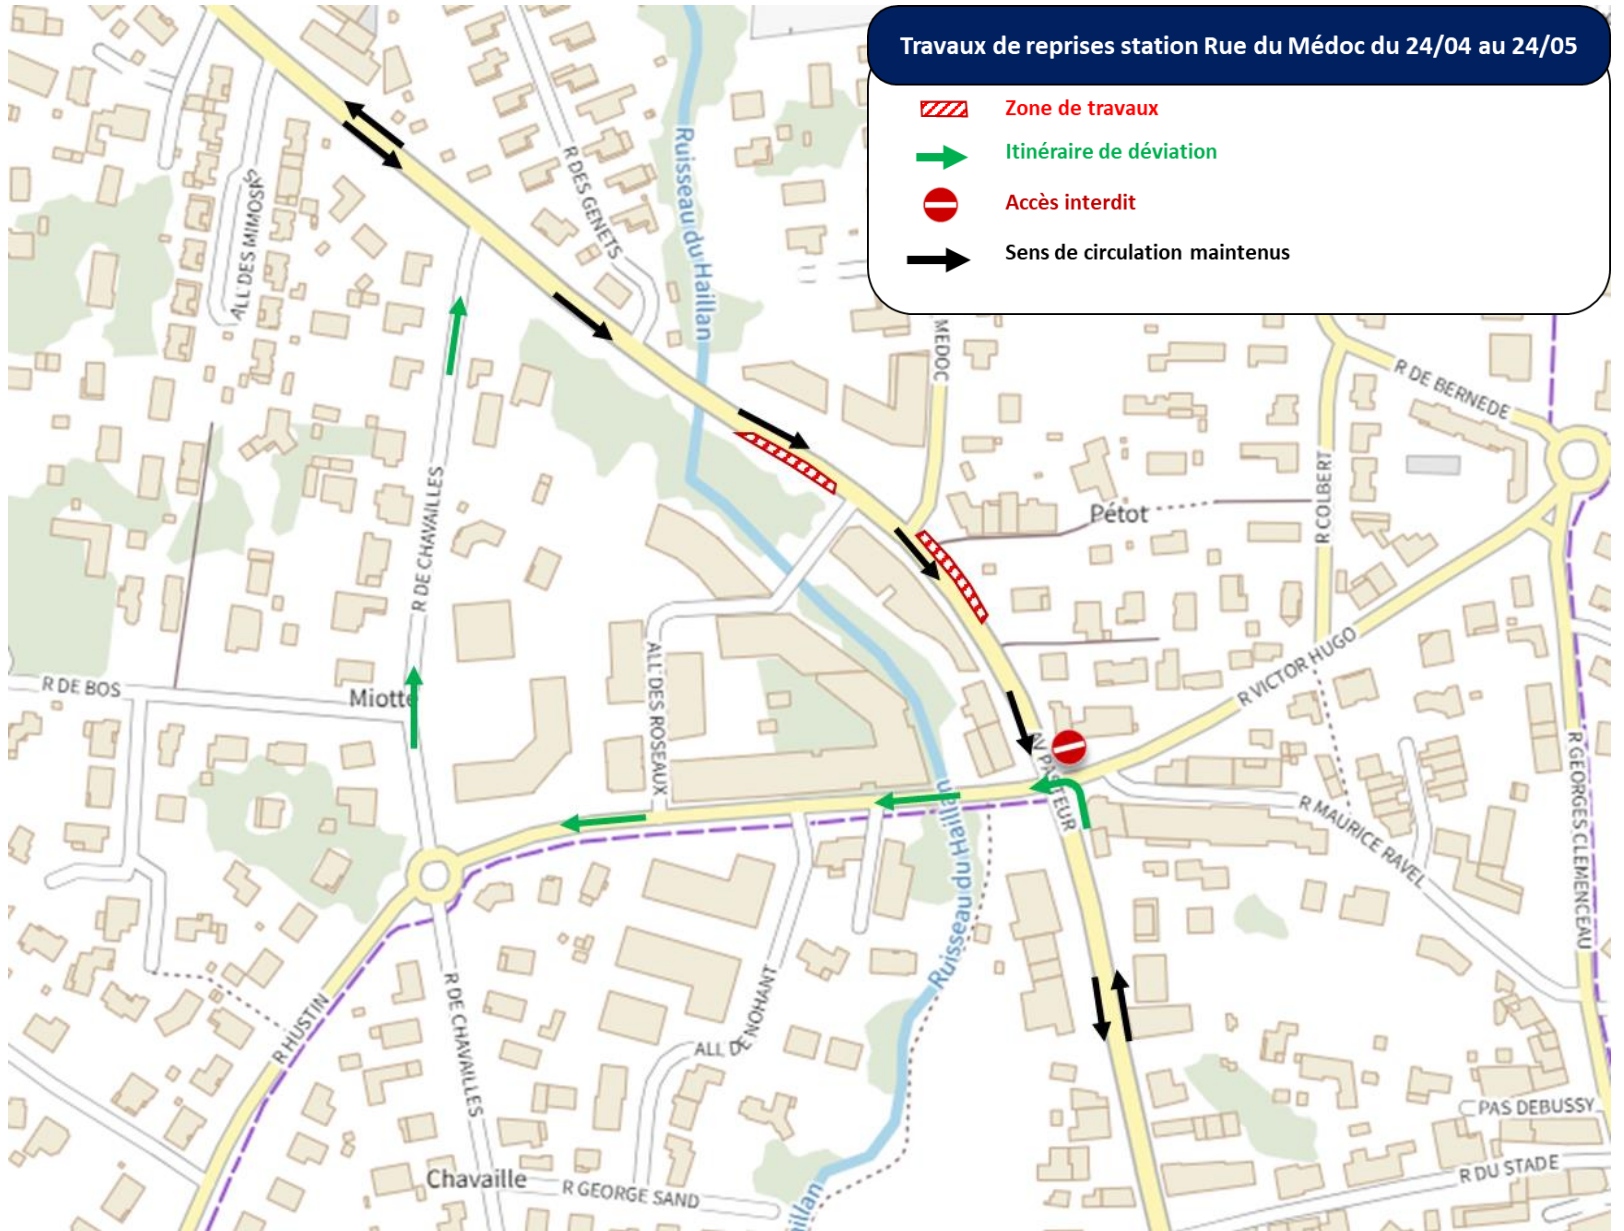 Travaux de reprises station Rue du Médoc du 24/04 au 24/05
Zone de travaux
Itinéraire de déviation
Accès interdit
Sens de circulation maintenus
R DES GENETS
Ruisseau du Haillan
ALL DES MIMOSAS
MEDOC
R DE BERNEDE
R COLBERT
Pétot
R DE CHAVAILLES
R VICTOR HUGO
ALL DES ROSEAUX
R DE BOS
Miotte
AV PASTEUR
R MAURICE RAVEL
R GEORGES CLEMENCEAU
Ruisseau du Haillan
R HUSTIN
R DE CHAVAILLES
ALL DE NOHANT
PAS DEBUSSY
R DU STADE
Chavaille
R GEORGE SAND
aillan